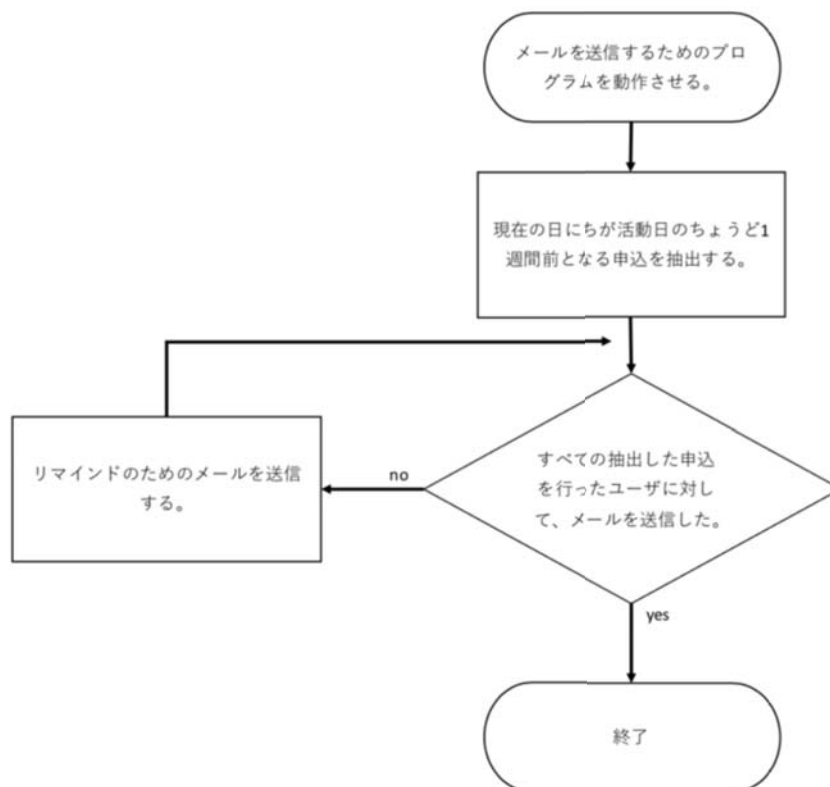 メールを送信するためのプロ
グラムを動作させる。
現在の日にちが活動日のちょうど1
週間前となる申込を抽出する。
すべての抽出した申込
を行ったユーザに対し
て、メールを送信した。
no
リマインドのためのメールを送信
する。
yes
終了